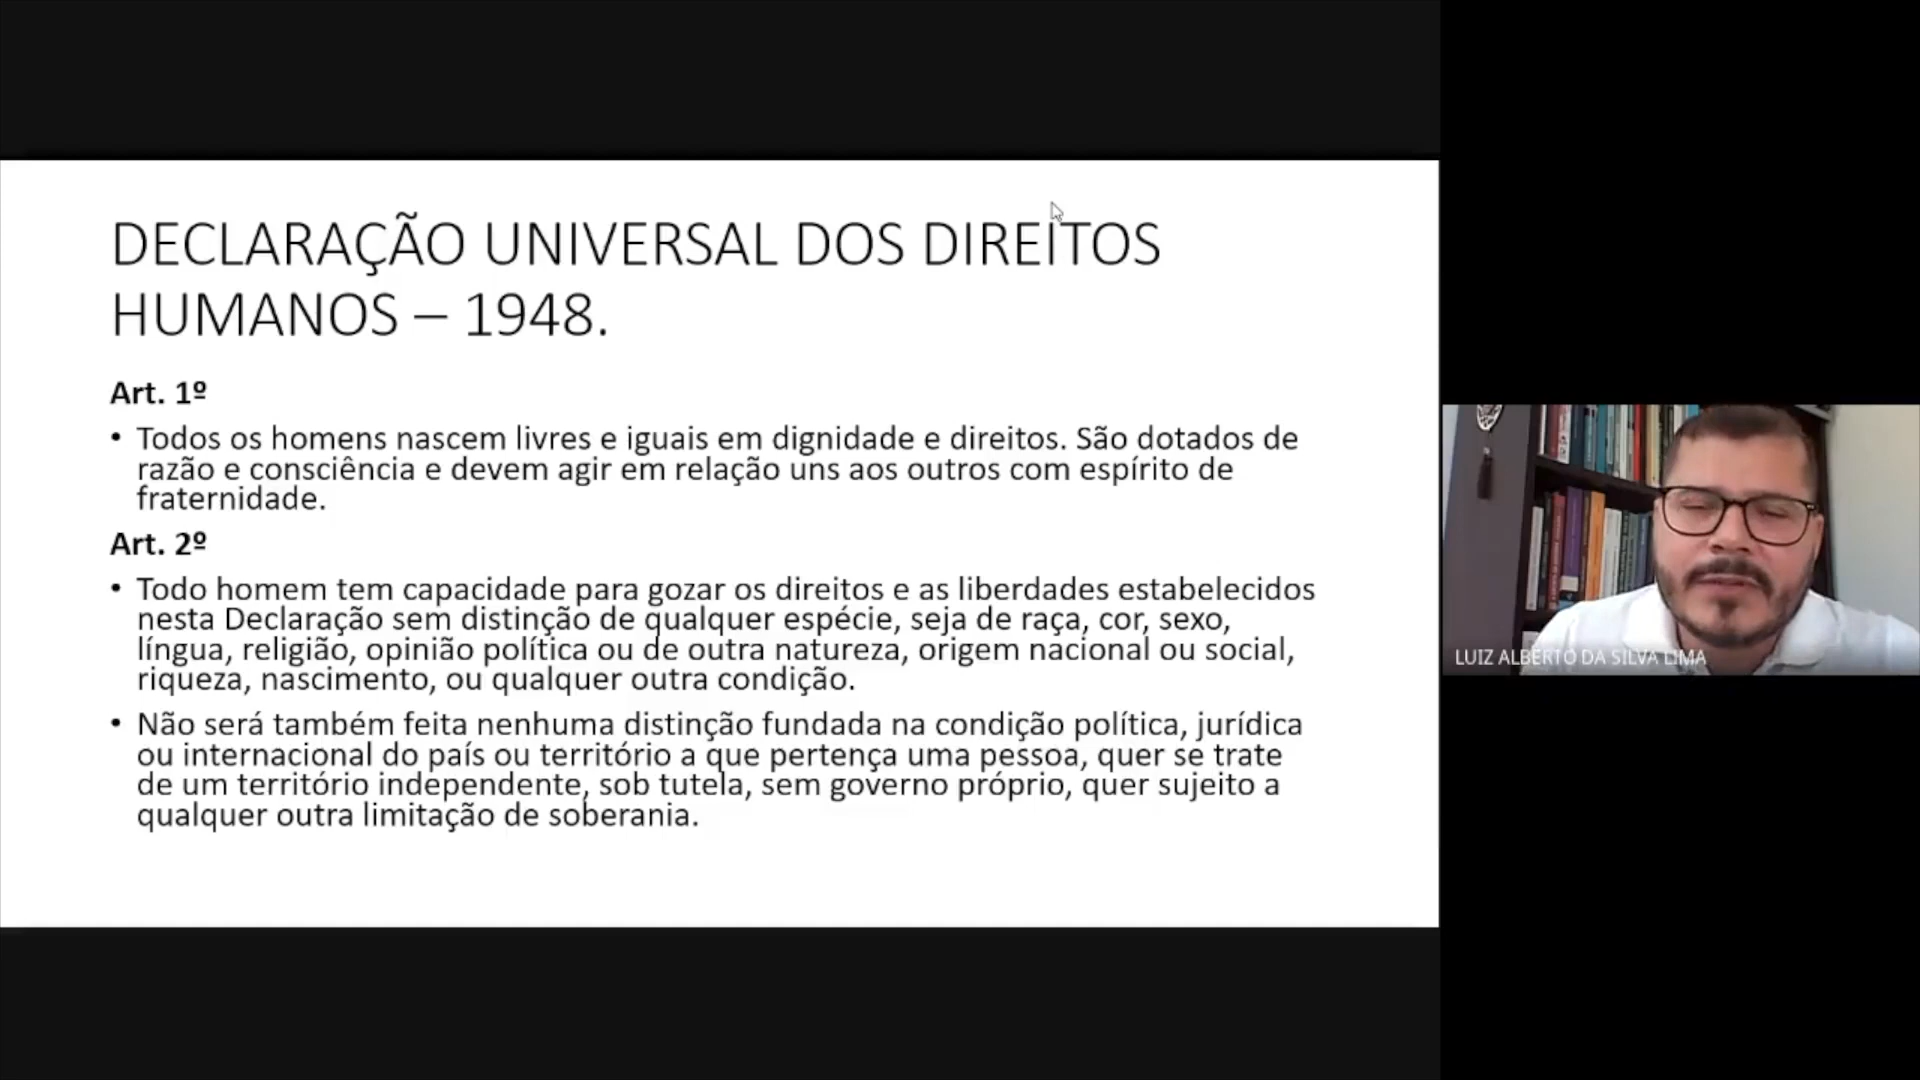 DECLARAÇÃO UNIVERSAL DOS DIREITOS
HUMANOS – 1948.
Art. 1º
• Todos os homens nascem livres e iguais em dignidade e direitos. São dotados de
razão e consciência e devem agir em relação uns aos outros com espírito de
fraternidade.
Art. 2º
• Todo homem tem capacidade para gozar os direitos e as liberdades estabelecidos
nesta Declaração sem distinção de qualquer espécie, seja de raça, cor, sexo,
língua, religião, opinião política ou de outra natureza, origem nacional ou social,
riqueza, nascimento, ou qualquer outra condição.
• Não será também feita nenhuma distinção fundada na condição política, jurídica
ou internacional do país ou território a que pertença uma pessoa, quer se trate
de um território independente, sob tutela, sem governo próprio, quer sujeito a
qualquer outra limitação de soberania.
LUIZ ALBERTO DA SILVA LIMA